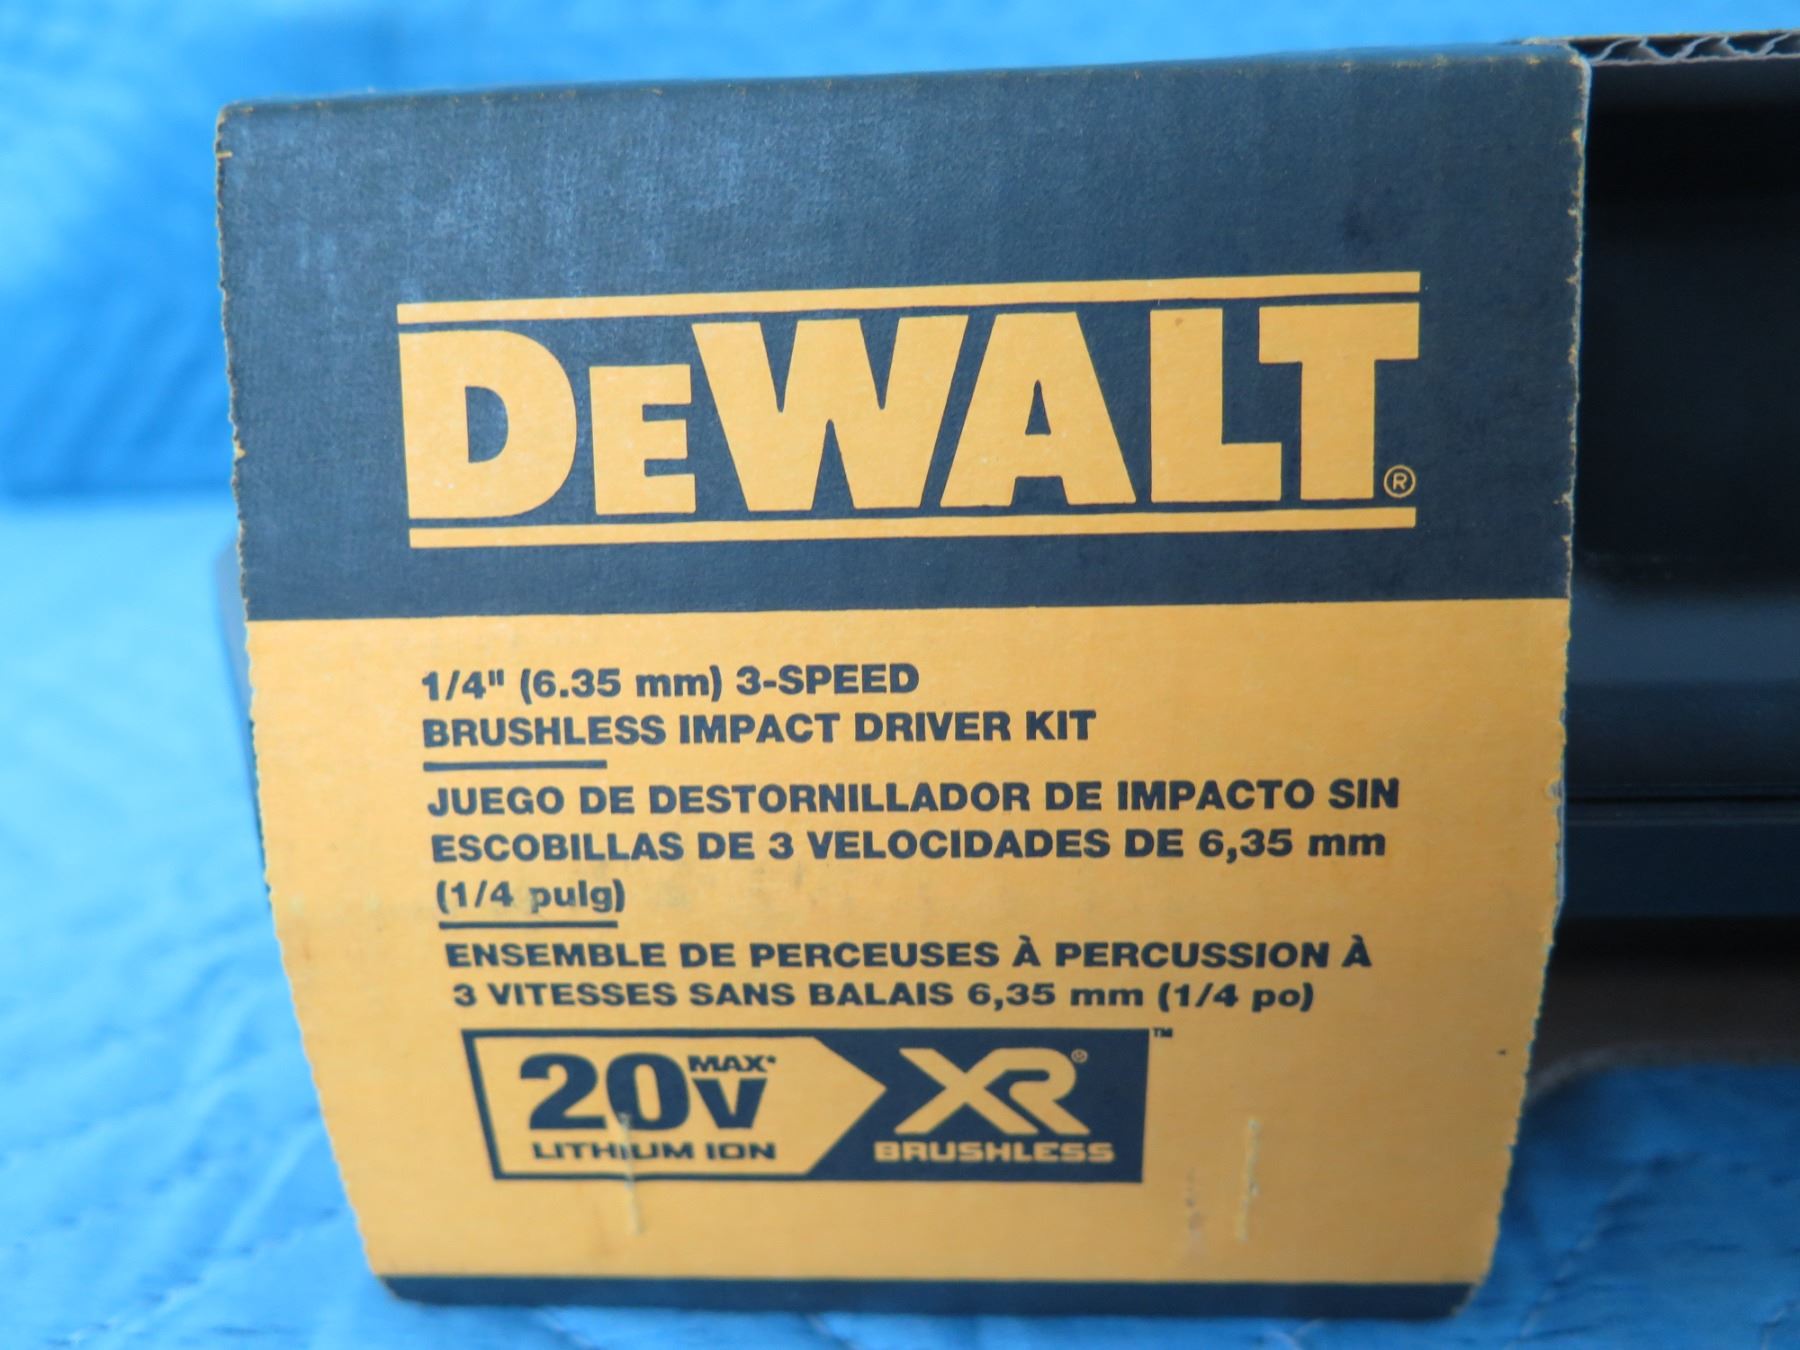 DEWALT®
1/4" (6.35 mm) 3-SPEED
BRUSHLESS IMPACT DRIVER KIT
JUEGO DE DESTORNILLADOR DE IMPACTO SIN
ESCOBILLAS DE 3 VELOCIDADES DE 6,35 mm
(1/4 pulg)
ENSEMBLE DE PERCEUSES À PERCUSSION À
3 VITESSES SANS BALAIS 6,35 mm (1/4 po)
20V MAX* XR® ™
LITHIUM ION BRUSHLESS